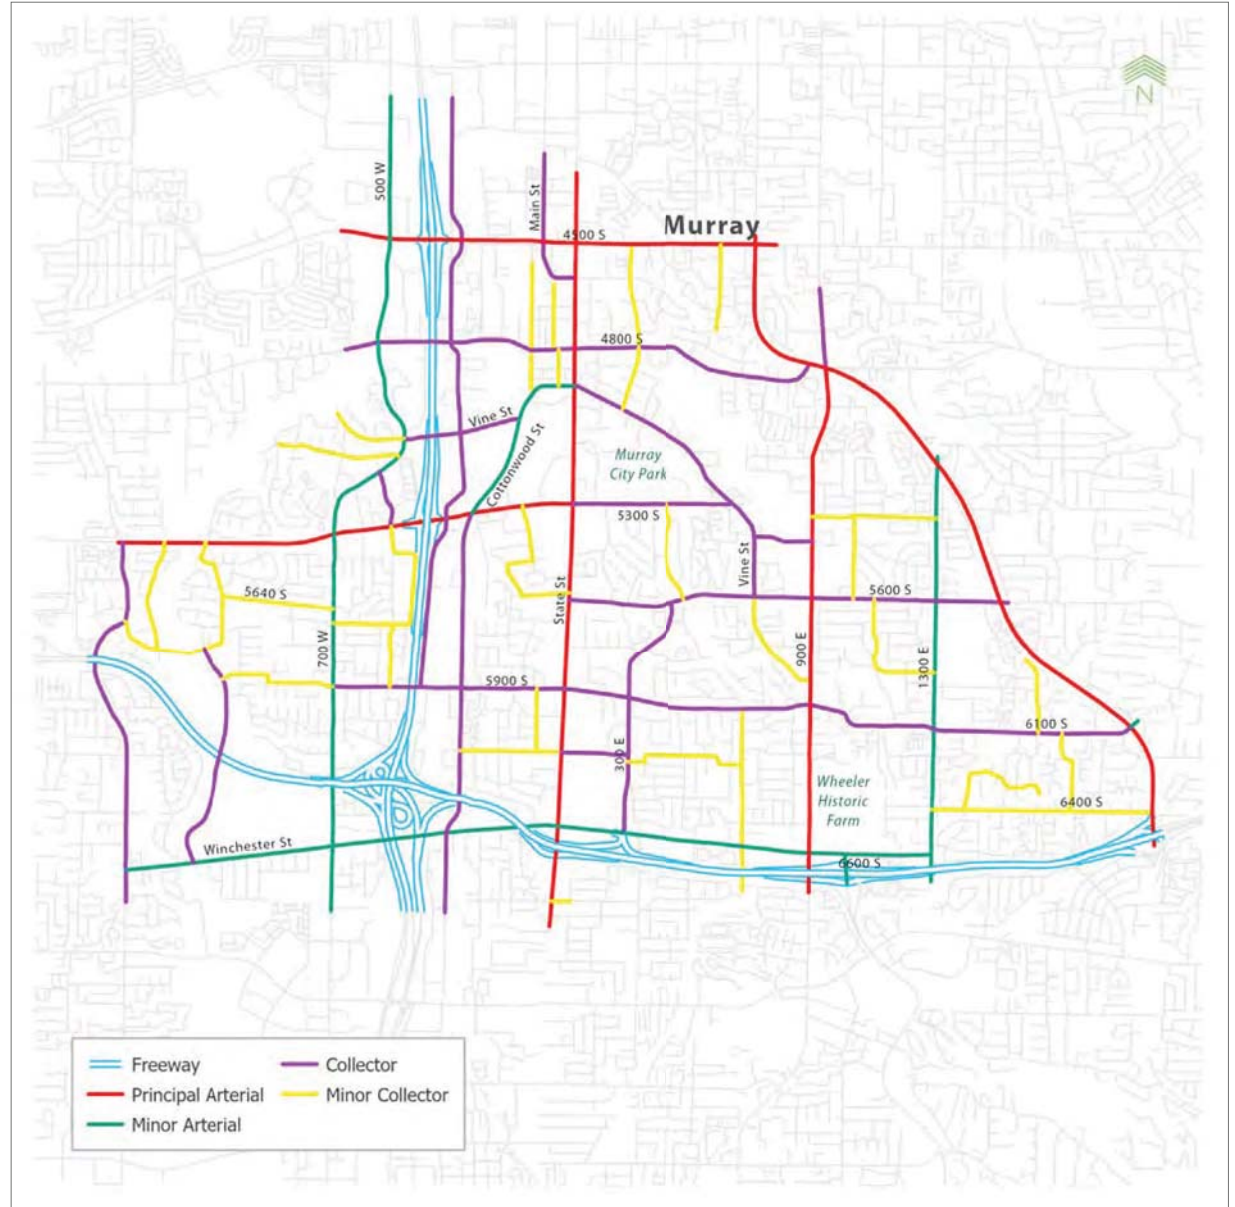 N
500 W
Main St
Murray
4500 S
4800 S
Vine St
Cottonwood St
Murray
City Park
5300 S
Vine St
State St
5640 S
5600 S
700 W
900 E
1300 E
5900 S
6100 S
300 E
Wheeler
Historic
Farm
6400 S
Winchester St
6600 S
Freeway
Collector
Principal Arterial
Minor Collector
Minor Arterial